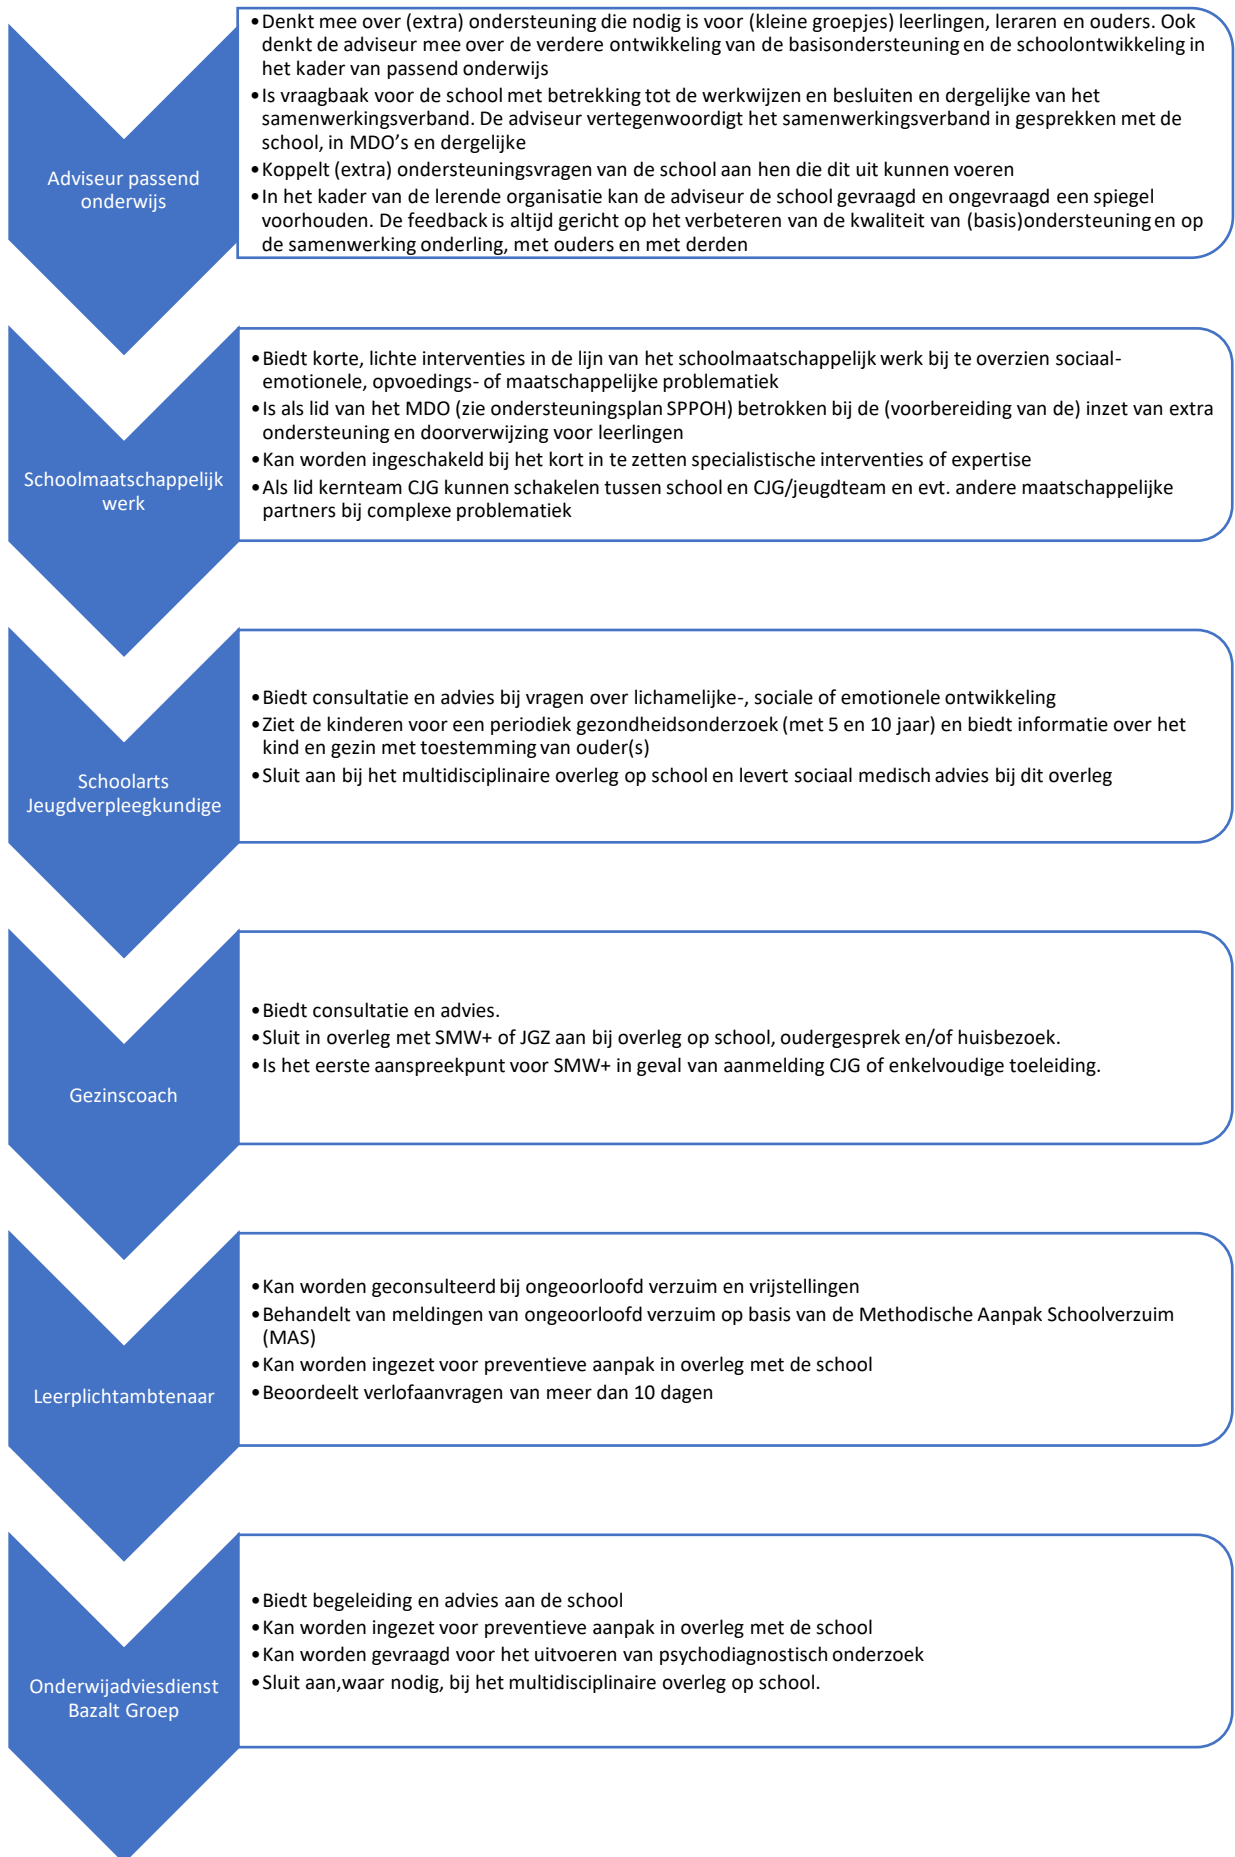 •Denkt mee over (extra) ondersteuning die nodig is voor (kleine groepjes) leerlingen, leraren en ouders. Ook
denkt de adviseur mee over de verdere ontwikkeling van de basisondersteuning en de schoolontwikkeling in
het kader van passend onderwijs
•Is vraagbaak voor de school met betrekking tot de werkwijzen en besluiten en dergelijke van het
samenwerkingsverband. De adviseur vertegenwoordigt het samenwerkingsverband in gesprekken met de
school, in MDO's en dergelijke
•Koppelt (extra) ondersteuningsvragen van de school aan hen die dit uit kunnen voeren
•In het kader van de lerende organisatie kan de adviseur de school gevraagd en ongevraagd een spiegel
voorhouden. De feedback is altijd gericht op het verbeteren van de kwaliteit van (basis)ondersteuning en op
de samenwerking onderling, met ouders en met derden
Adviseur passend
onderwijs
•Biedt korte, lichte interventies in de lijn van het schoolmaatschappelijk werk bij te overzien sociaal-
emotionele, opvoedings- of maatschappelijke problematiek
•Is als lid van het MDO (zie ondersteuningsplan SPPOH) betrokken bij de (voorbereiding van de) inzet van extra
ondersteuning en doorverwijzing voor leerlingen
•Kan worden ingeschakeld bij het kort in te zetten specialistische interventies of expertise
•Als lid kernteam CJG kunnen schakelen tussen school en CJG/jeugdteam en evt. andere maatschappelijke
partners bij complexe problematiek
Schoolmaatschappelijk
werk
•Biedt consultatie en advies bij vragen over lichamelijke-, sociale of emotionele ontwikkeling
•Ziet de kinderen voor een periodiek gezondheidsonderzoek (met 5 en 10 jaar) en biedt informatie over het
kind en gezin met toestemming van ouder(s)
•Sluit aan bij het multidisciplinaire overleg op school en levert sociaal medisch advies bij dit overleg
Schoolarts
Jeugdverpleegkundige
•Biedt consultatie en advies.
•Sluit in overleg met SMW+ of JGZ aan bij overleg op school, oudergesprek en/of huisbezoek.
•Is het eerste aanspreekpunt voor SMW+ in geval van aanmelding CJG of enkelvoudige toeleiding.
Gezinscoach
•Kan worden geconsulteerd bij ongeoorloofd verzuim en vrijstellingen
•Behandelt van meldingen van ongeoorloofd verzuim op basis van de Methodische Aanpak Schoolverzuim
(MAS)
•Kan worden ingezet voor preventieve aanpak in overleg met de school
•Beoordeelt verlofaanvragen van meer dan 10 dagen
Leerplichtambtenaar
•Biedt begeleiding en advies aan de school
•Kan worden ingezet voor preventieve aanpak in overleg met de school
•Kan worden gevraagd voor het uitvoeren van psychodiagnostisch onderzoek
•Sluit aan,waar nodig, bij het multidisciplinaire overleg op school.
Onderwijadviesdienst
Bazalt Groep